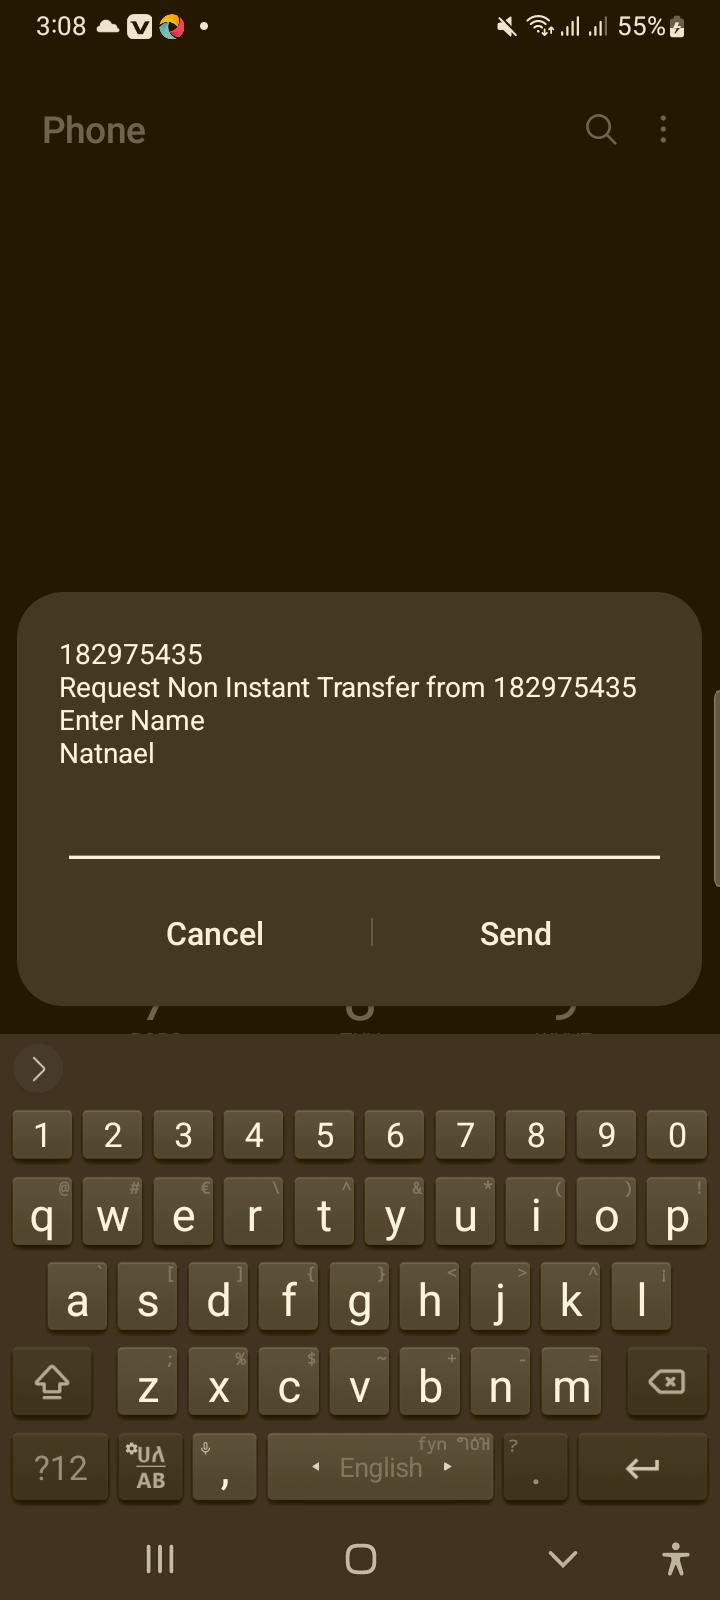 3:08 V 55%
Phone
182975435
Request Non Instant Transfer from 182975435
Enter Name
Natnael
Cancel Send
1 2 3 4 5 6 7 8 9 0
@ # € \ ^ & * ( ) !
q w e r t y u i o p
` [ ] { } < > ^ ¡
a s d f g h j k l
; % $ ~ + - =
z x c v b n m
fyn ?
?12 AB , English .